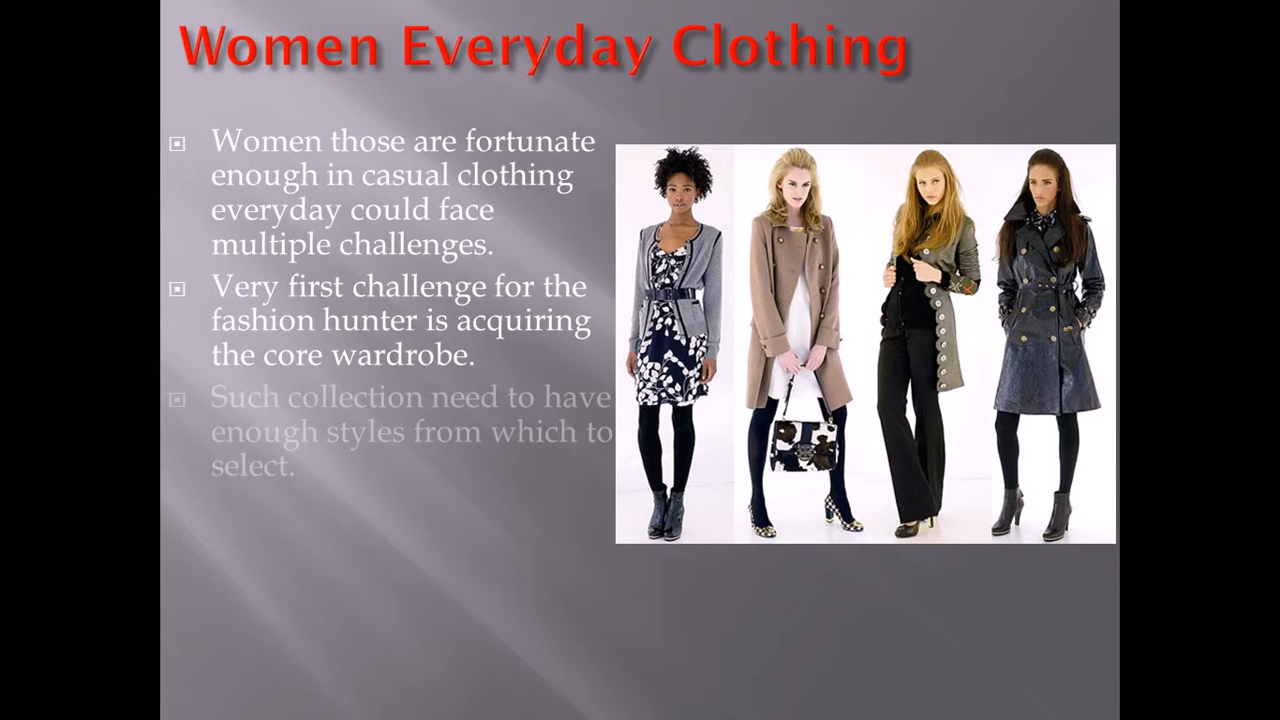 Women Everyday Clothing
Women those are fortunate
enough in casual clothing
everyday could face
multiple challenges.
Very first challenge for the
fashion hunter is acquiring
the core wardrobe.
Such collection need to have
enough styles from which to
select.